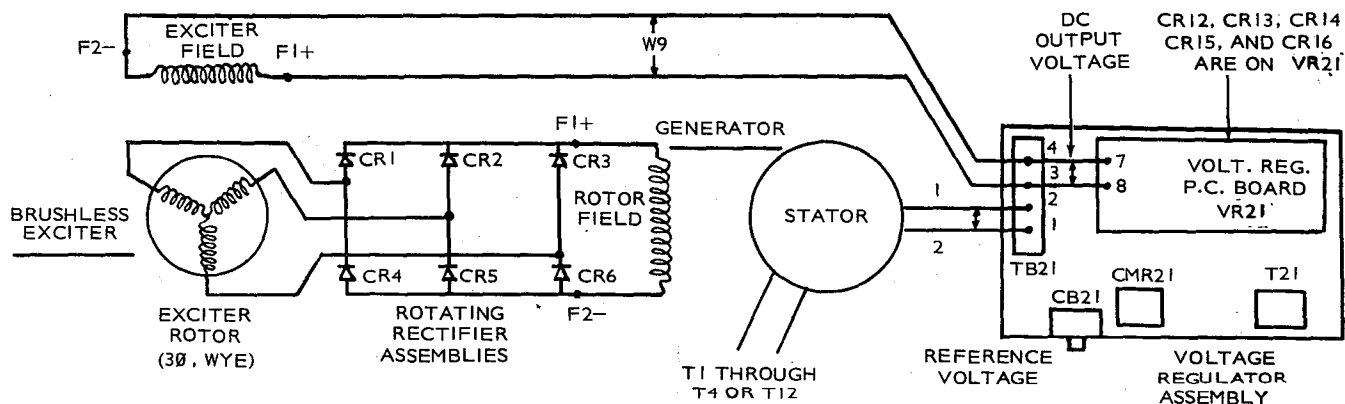 EXCITER
FIELD
F2-
F1+
W9
DC
OUTPUT
VOLTAGE
CR12, CR13, CR14
CR15, AND CR16
ARE ON VR21
BRUSHLESS
EXCITER
EXCITER
ROTOR
(3Ø, WYE)
F1+
CR1
CR2
CR3
CR4
CR5
CR6
F2-
ROTATING
RECTIFIER
ASSEMBLIES
ROTOR
FIELD
GENERATOR
STATOR
T1 THROUGH
T4 OR T12
1
2
4
3
2
1
TB21
7
8
VOLT. REG.
P.C. BOARD
VR21
CB21
CMR21
T21
REFERENCE
VOLTAGE
VOLTAGE
REGULATOR
ASSEMBLY